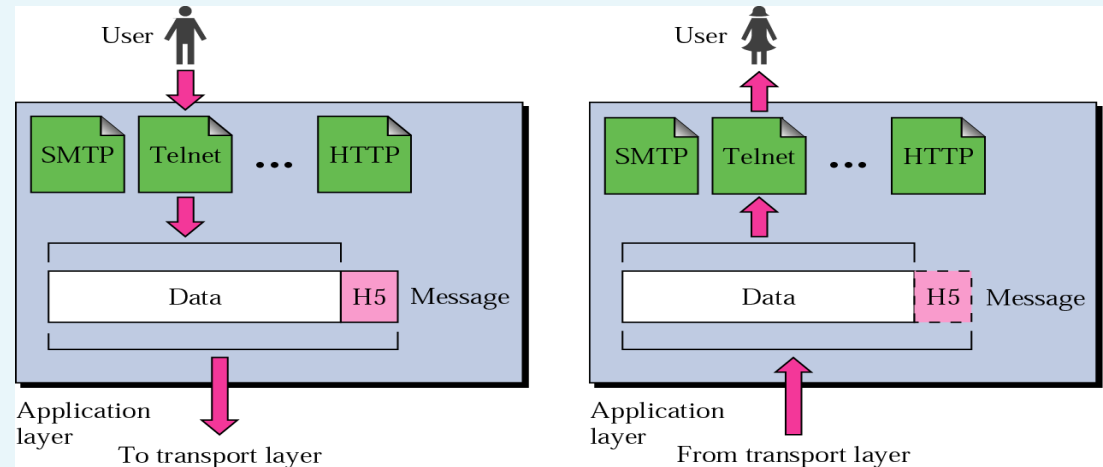 User
SMTP
Telnet
...
HTTP
Data
H5
Message
Application
layer
To transport layer
User
SMTP
Telnet
...
HTTP
Data
H5
Message
Application
layer
From transport layer